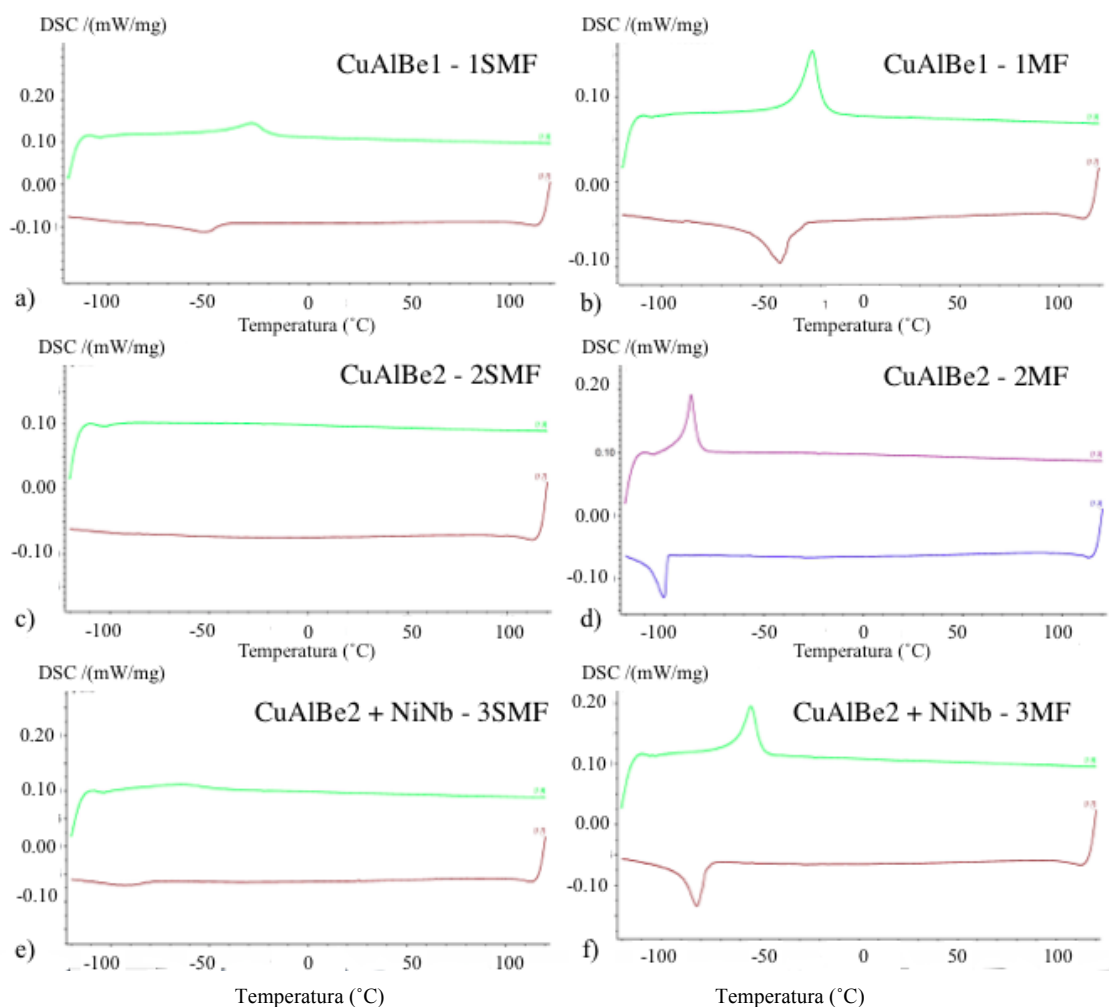 DSC /(mW/mg)
CuAlBe1 - 1SMF
0.20
0.10
0.00
-0.10
a)
-100 -50 0 50 100
Temperatura (˚C)
DSC /(mW/mg)
CuAlBe1 - 1MF
0.10
0.00
-0.10
b)
-100 -50 1 0 50 100
Temperatura (˚C)
DSC /(mW/mg)
CuAlBe2 - 2SMF
0.10
0.00
-0.10
c)
-100 -50 0 50 100
Temperatura (˚C)
DSC /(mW/mg)
CuAlBe2 - 2MF
0.20
0.10
0.00
-0.10
d)
-100 -50 0 50 100
Temperatura (˚C)
DSC /(mW/mg)
CuAlBe2 + NiNb - 3SMF
0.20
0.10
0.00
-0.10
e)
-100 -50 0 50 100
Temperatura (˚C)
DSC /(mW/mg)
CuAlBe2 + NiNb - 3MF
0.20
0.10
0.00
-0.10
f)
-100 -50 0 50 100
Temperatura (˚C)